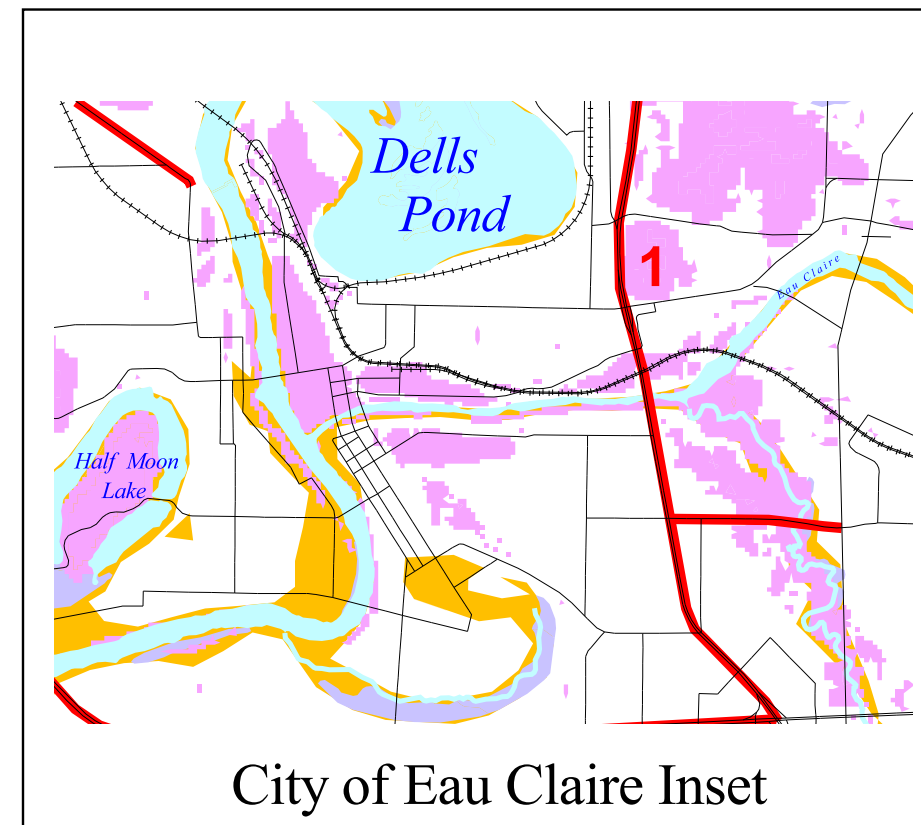 Dells
Pond
1
Eau Claire
Half Moon
Lake
City of Eau Claire Inset